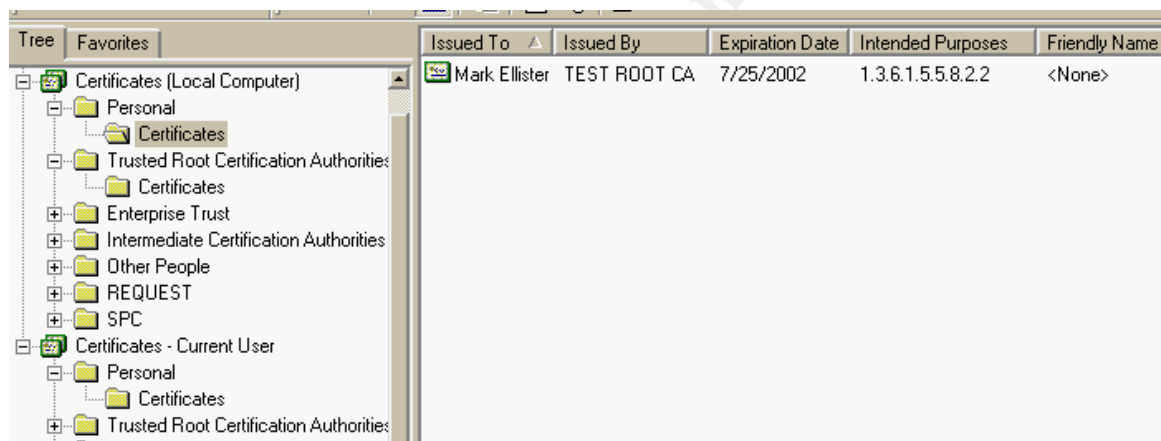 Tree Favorites
Certificates (Local Computer)
Personal
Certificates
Trusted Root Certification Authorities
Certificates
Enterprise Trust
Intermediate Certification Authorities
Other People
REQUEST
SPC
Certificates - Current User
Personal
Certificates
Trusted Root Certification Authorities
Issued To Issued By Expiration Date Intended Purposes Friendly Name
Mark Ellister TEST ROOT CA 7/25/2002 1.3.6.1.5.5.8.2.2 <None>